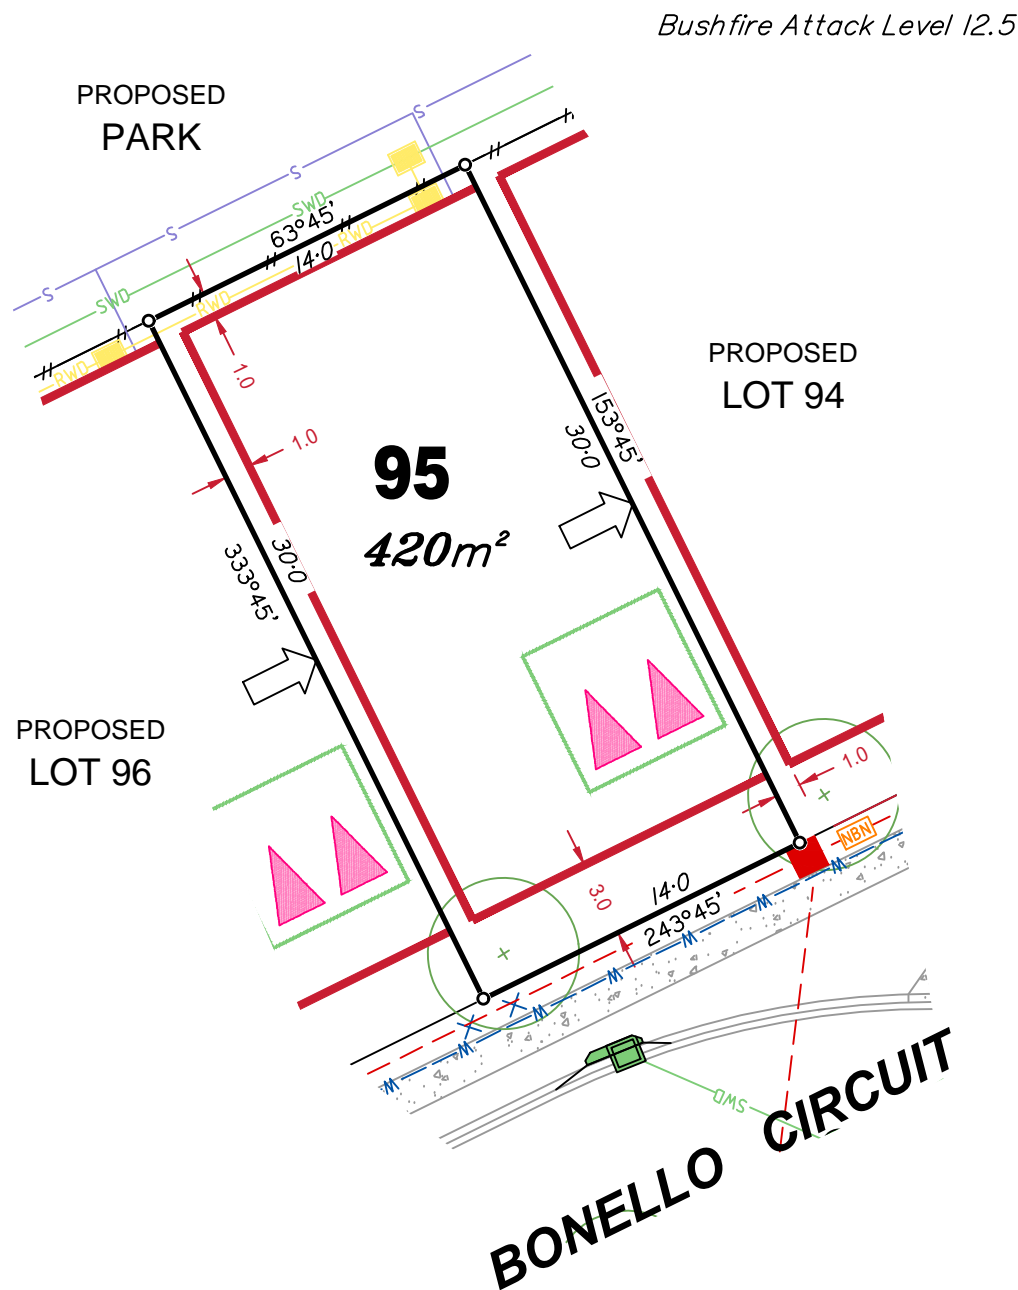 Bushfire Attack Level 12.5
PROPOSED
PARK
S
S
S
S
SWD
SWD
63°45'
14·0
RWD
RWD
RWD
1.0
1.0
PROPOSED
LOT 94
153°45'
30·0
95
420m²
30·0
333°45'
PROPOSED
LOT 96
1.0
NBN
3.0
14·0
243°45'
W
W
W
W
W
W
W
SWD
BONELLO CIRCUIT